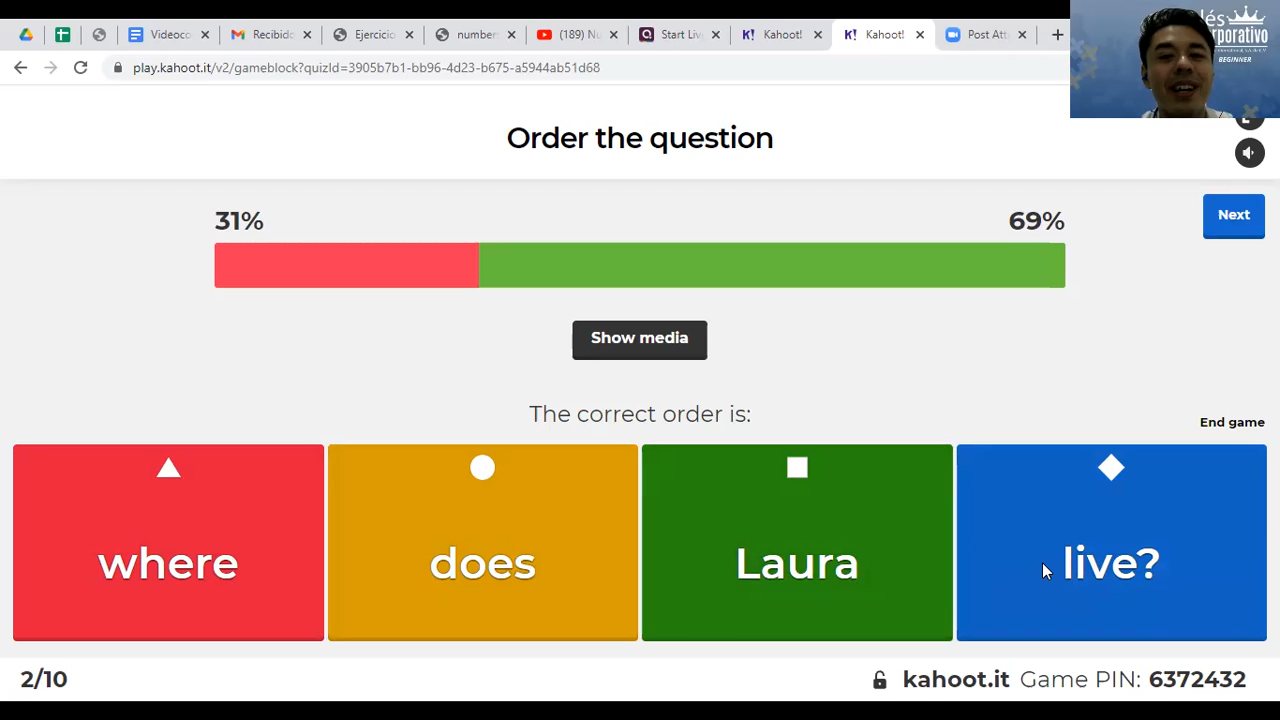 Videoco
Recibido
Ejercicio
number
(189) Nu
Start Liv
Kahoot!
Kahoot!
Post Att
play.kahoot.it/v2/gameblock?quizId=3905b7b1-bb96-4d23-b675-a5944ab51d68
BEGINNER
Order the question
31%
69%
Next
Show media
The correct order is:
End game
where
does
Laura
live?
2/10
kahoot.it Game PIN: 6372432